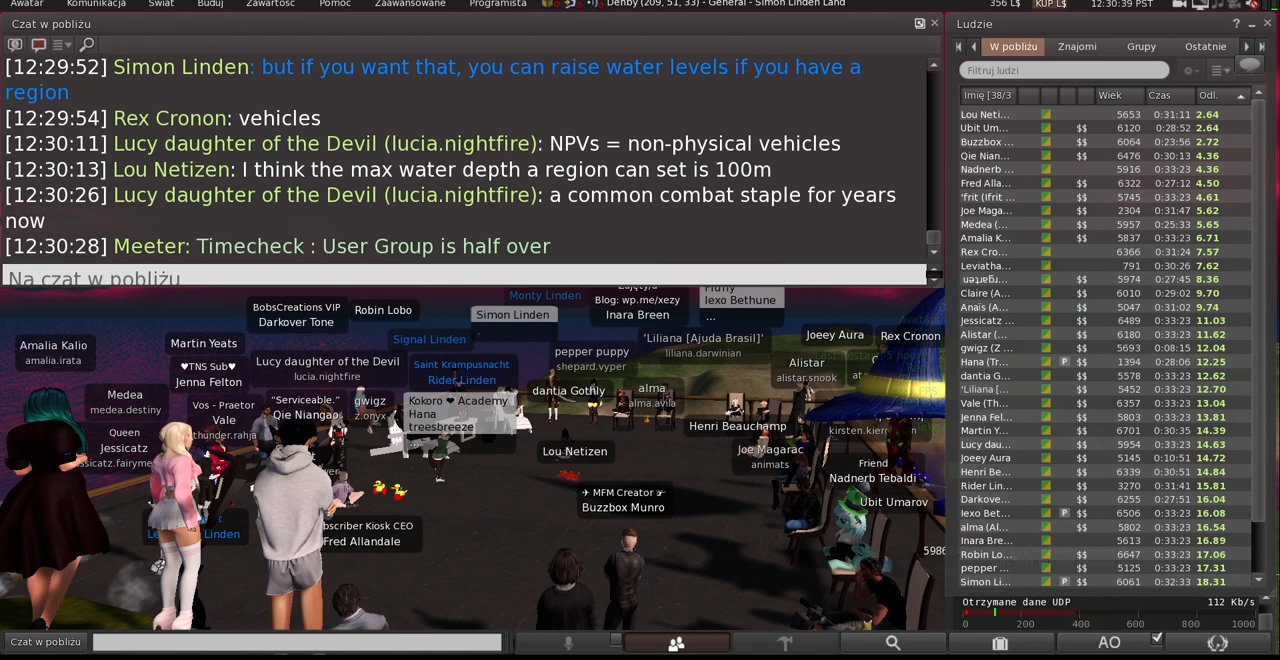 Awatar Komunikacja Świat Buduj Zawartość Pomoc Zaawansowane Programista Denby (209, 51, 33) - General - Simon Linden Land 356 L$ KUP L$ 12:30:39 PST
Czat w pobliżu
[12:29:52] Simon Linden: but if you want that, you can raise water levels if you have a
region
[12:29:54] Rex Cronon: vehicles
[12:30:11] Lucy daughter of the Devil (lucia.nightfire): NPVs = non-physical vehicles
[12:30:13] Lou Netizen: I think the max water depth a region can set is 100m
[12:30:26] Lucy daughter of the Devil (lucia.nightfire): a common combat staple for years
now
[12:30:28] Meeter: Timecheck : User Group is half over
Na czat w pobliżu
Monty Linden
Blog: wp.me/xezy
Inara Breen
Iexo Bethune
...
BobsCreations VIP
Darkover Tone
Robin Lobo
Simon Linden
Amalia Kalio
amalia.irata
Martin Yeats
Signal Linden
'Liliana [Ajuda Brasil]'
liliana.darwinian
Joeey Aura
Rex Cronon
♥TNS Sub♥
Jenna Felton
Lucy daughter of the Devil
lucia.nightfire
Saint Krampusnacht
Rider Linden
pepper puppy
shepard.vyper
Alistar
alistar.snook
Medea
medea.destiny
Vos - Praetor
Vale
thunder.rahja
“Serviceable.”
Qie Niangao
gwigz
z.onyx
Kokoro ❤ Academy
Hana
treesbreeze
dantia Gothly
alma
alma.avila
Queen
Jessicatz
Henri Beauchamp
Lou Netizen
Joe Magarac
animats
Friend
Nadnerb Tebaldi
Ubit Umarov
✈ MFM Creator
Buzzbox Munro
Linden
Kiosk CEO
Fred Allandale
5986
Czat w pobliżu
Ludzie
W pobliżu Znajomi Grupy Ostatnie
Filtruj ludzi
Imię [38/3 Wiek Czas Odl.
Lou Neti... 5653 0:31:11 2.64
Ubit Um... $$ 6120 0:28:52 2.64
Buzzbox ... $$ 6064 0:23:56 2.72
Qie Nian... $$ 6476 0:30:13 4.36
Nadnerb ... 5916 0:33:23 4.36
Fred Alla... $$ 6322 0:27:12 4.50
'frit (Ifrit ... $$ 5745 0:33:23 4.61
Joe Maga... $$ 2304 0:31:47 5.62
Medea (... $$ 5957 0:25:33 5.65
Amalia K... $$ 5837 0:33:23 6.71
Rex Cro... 6366 0:31:24 7.57
Leviatha... 791 0:30:26 7.62
$$ 5974 0:27:45 8.36
Claire (A... $$ 6010 0:29:02 9.70
Anaïs (A... $$ 5047 0:31:02 9.74
Jessicatz ... $$ 6489 0:33:23 11.03
Alistar (... $$ 6180 0:33:23 11.62
gwigz (Z ... $$ 5693 0:08:15 12.04
Hana (Tr... P $$ 1394 0:28:06 12.25
dantia G... $$ 5578 0:33:23 12.62
'Liliana [... $$ 5452 0:33:23 12.70
Vale (Th... $$ 6357 0:33:23 13.04
Jenna Fel... $$ 5803 0:33:23 13.81
Martin Y... $$ 6701 0:30:35 14.39
Lucy dau... $$ 5954 0:33:23 14.63
Joeey Aura $$ 5145 0:10:51 14.72
Henri Be... $$ 6339 0:30:51 14.84
Rider Lin... $$ 3270 0:31:41 15.81
Darkove... $$ 6255 0:27:51 16.04
Iexo Bet... P $$ 6506 0:33:23 16.08
alma (Al... $$ 5802 0:33:23 16.54
Inara Bre... 5613 0:33:23 16.89
Robin Lo... $$ 6647 0:33:23 17.06
pepper ... $$ 5125 0:33:23 17.31
Simon Li... P $$ 6061 0:32:33 18.31
Otrzymane dane UDP 112 Kb/s
0 200 400 600 800 1000
AO